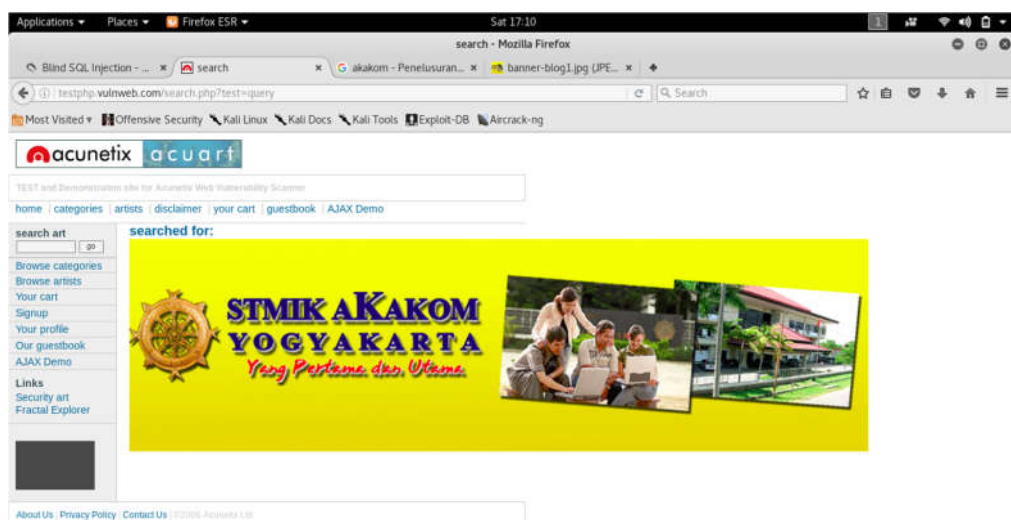 Applications Places Firefox ESR Sat 17:10 1
search - Mozilla Firefox
Blind SQL Inject... search akakom - Penelusuran... banner-blog1.jpg (JPE...
testphp.vulnweb.com/search.php?test=query Search
Most Visited Offensive Security Kali Linux Kali Docs Kali Tools Exploit-DB Aircrack-ng
acunetix acuart
TEST and Demonstration site for Acunetix Web Vulnerability Scanner
home | categories | artists | disclaimer | your cart | guestbook | AJAX Demo
search art
go
Browse categories
Browse artists
Your cart
Signup
Your profile
Our guestbook
AJAX Demo
Links
Security art
Fractal Explorer
searched for:
STMIK AKAKOM
YOGYAKARTA
Yang Pertama dan Utama
About Us | Privacy Policy | Contact Us | ©2006 Acunetix Ltd